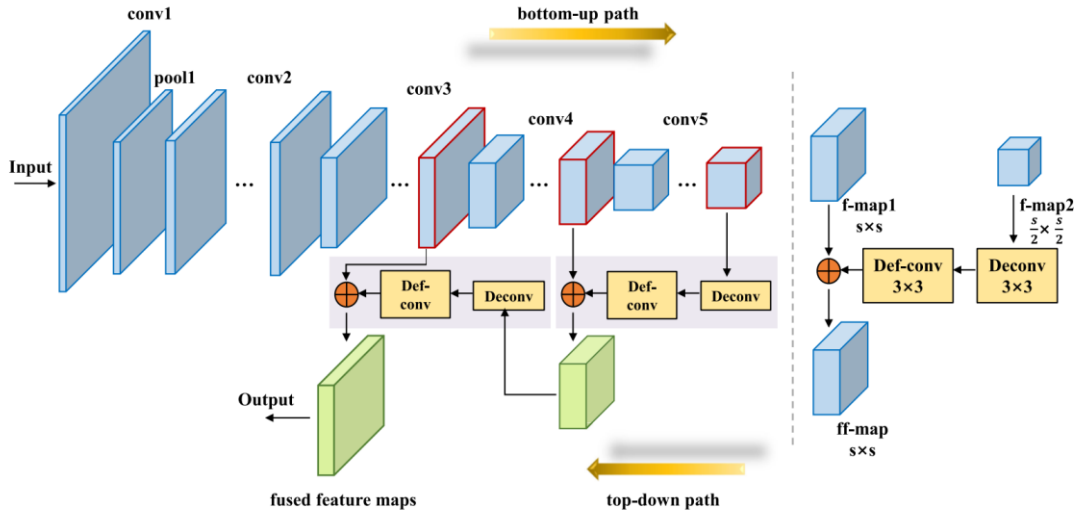 conv1
bottom-up path
pool1
conv2
conv3
conv4
conv5
Input
...
...
...
...
f-map1
s×s
f-map2
s/2 × s/2
Def-conv
3×3
Deconv
3×3
Def-
conv
Deconv
Def-
conv
Deconv
Output
ff-map
s×s
fused feature maps
top-down path